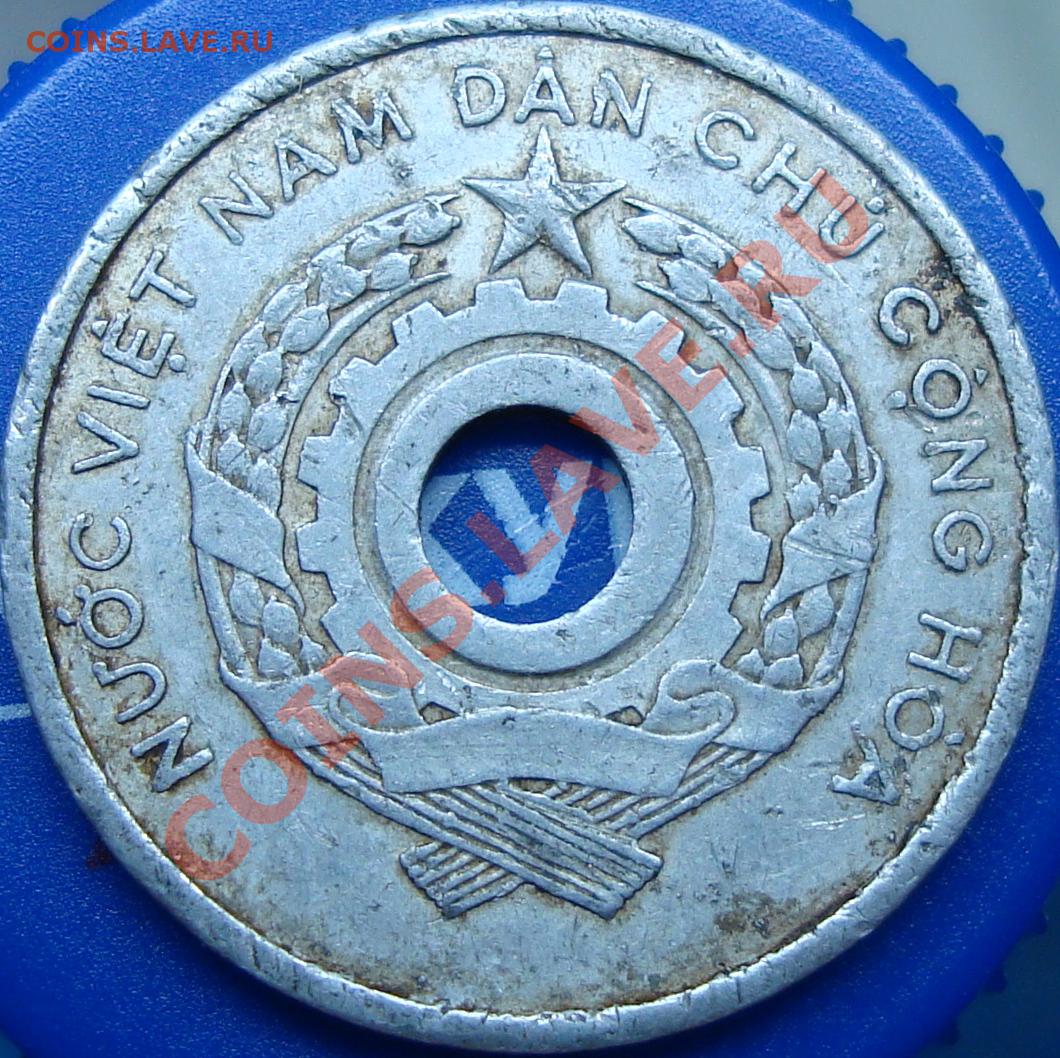 COINS.LAVE.RU
NƯỚC VIỆT NAM DÂN CHỦ CỘNG HÒA
COINS.LAVE.RU